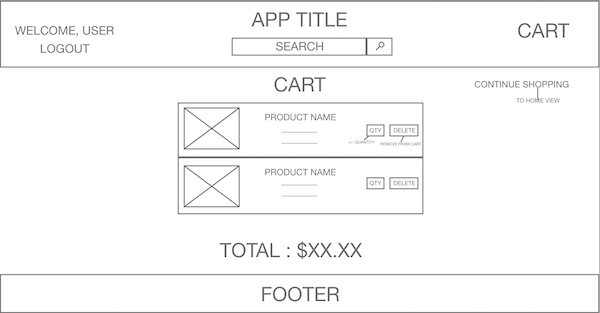 WELCOME, USER
LOGOUT
APP TITLE
SEARCH
CART
CART
CONTINUE SHOPPING
TO HOME VIEW
PRODUCT NAME
QTY
DELETE
+/- QUANTITY
REMOVE FROM CART
PRODUCT NAME
QTY
DELETE
TOTAL : $XX.XX
FOOTER